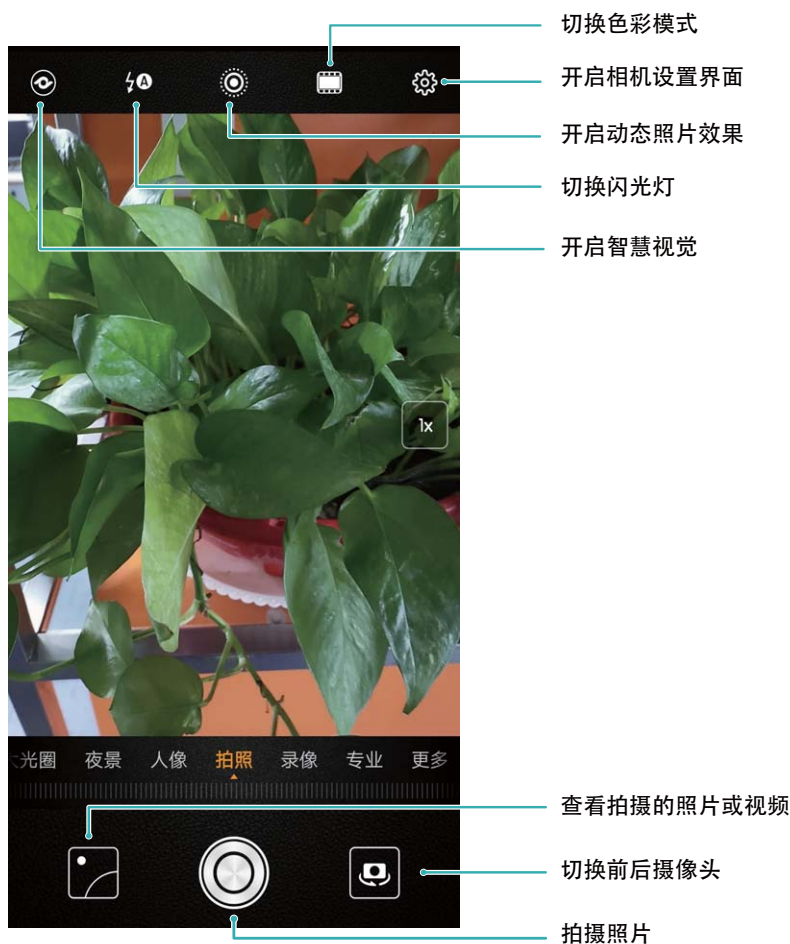 切换色彩模式
开启相机设置界面
开启动态照片效果
切换闪光灯
开启智慧视觉
A
1x
大光圈 夜景 人像 拍照 录像 专业 更多
查看拍摄的照片或视频
切换前后摄像头
拍摄照片